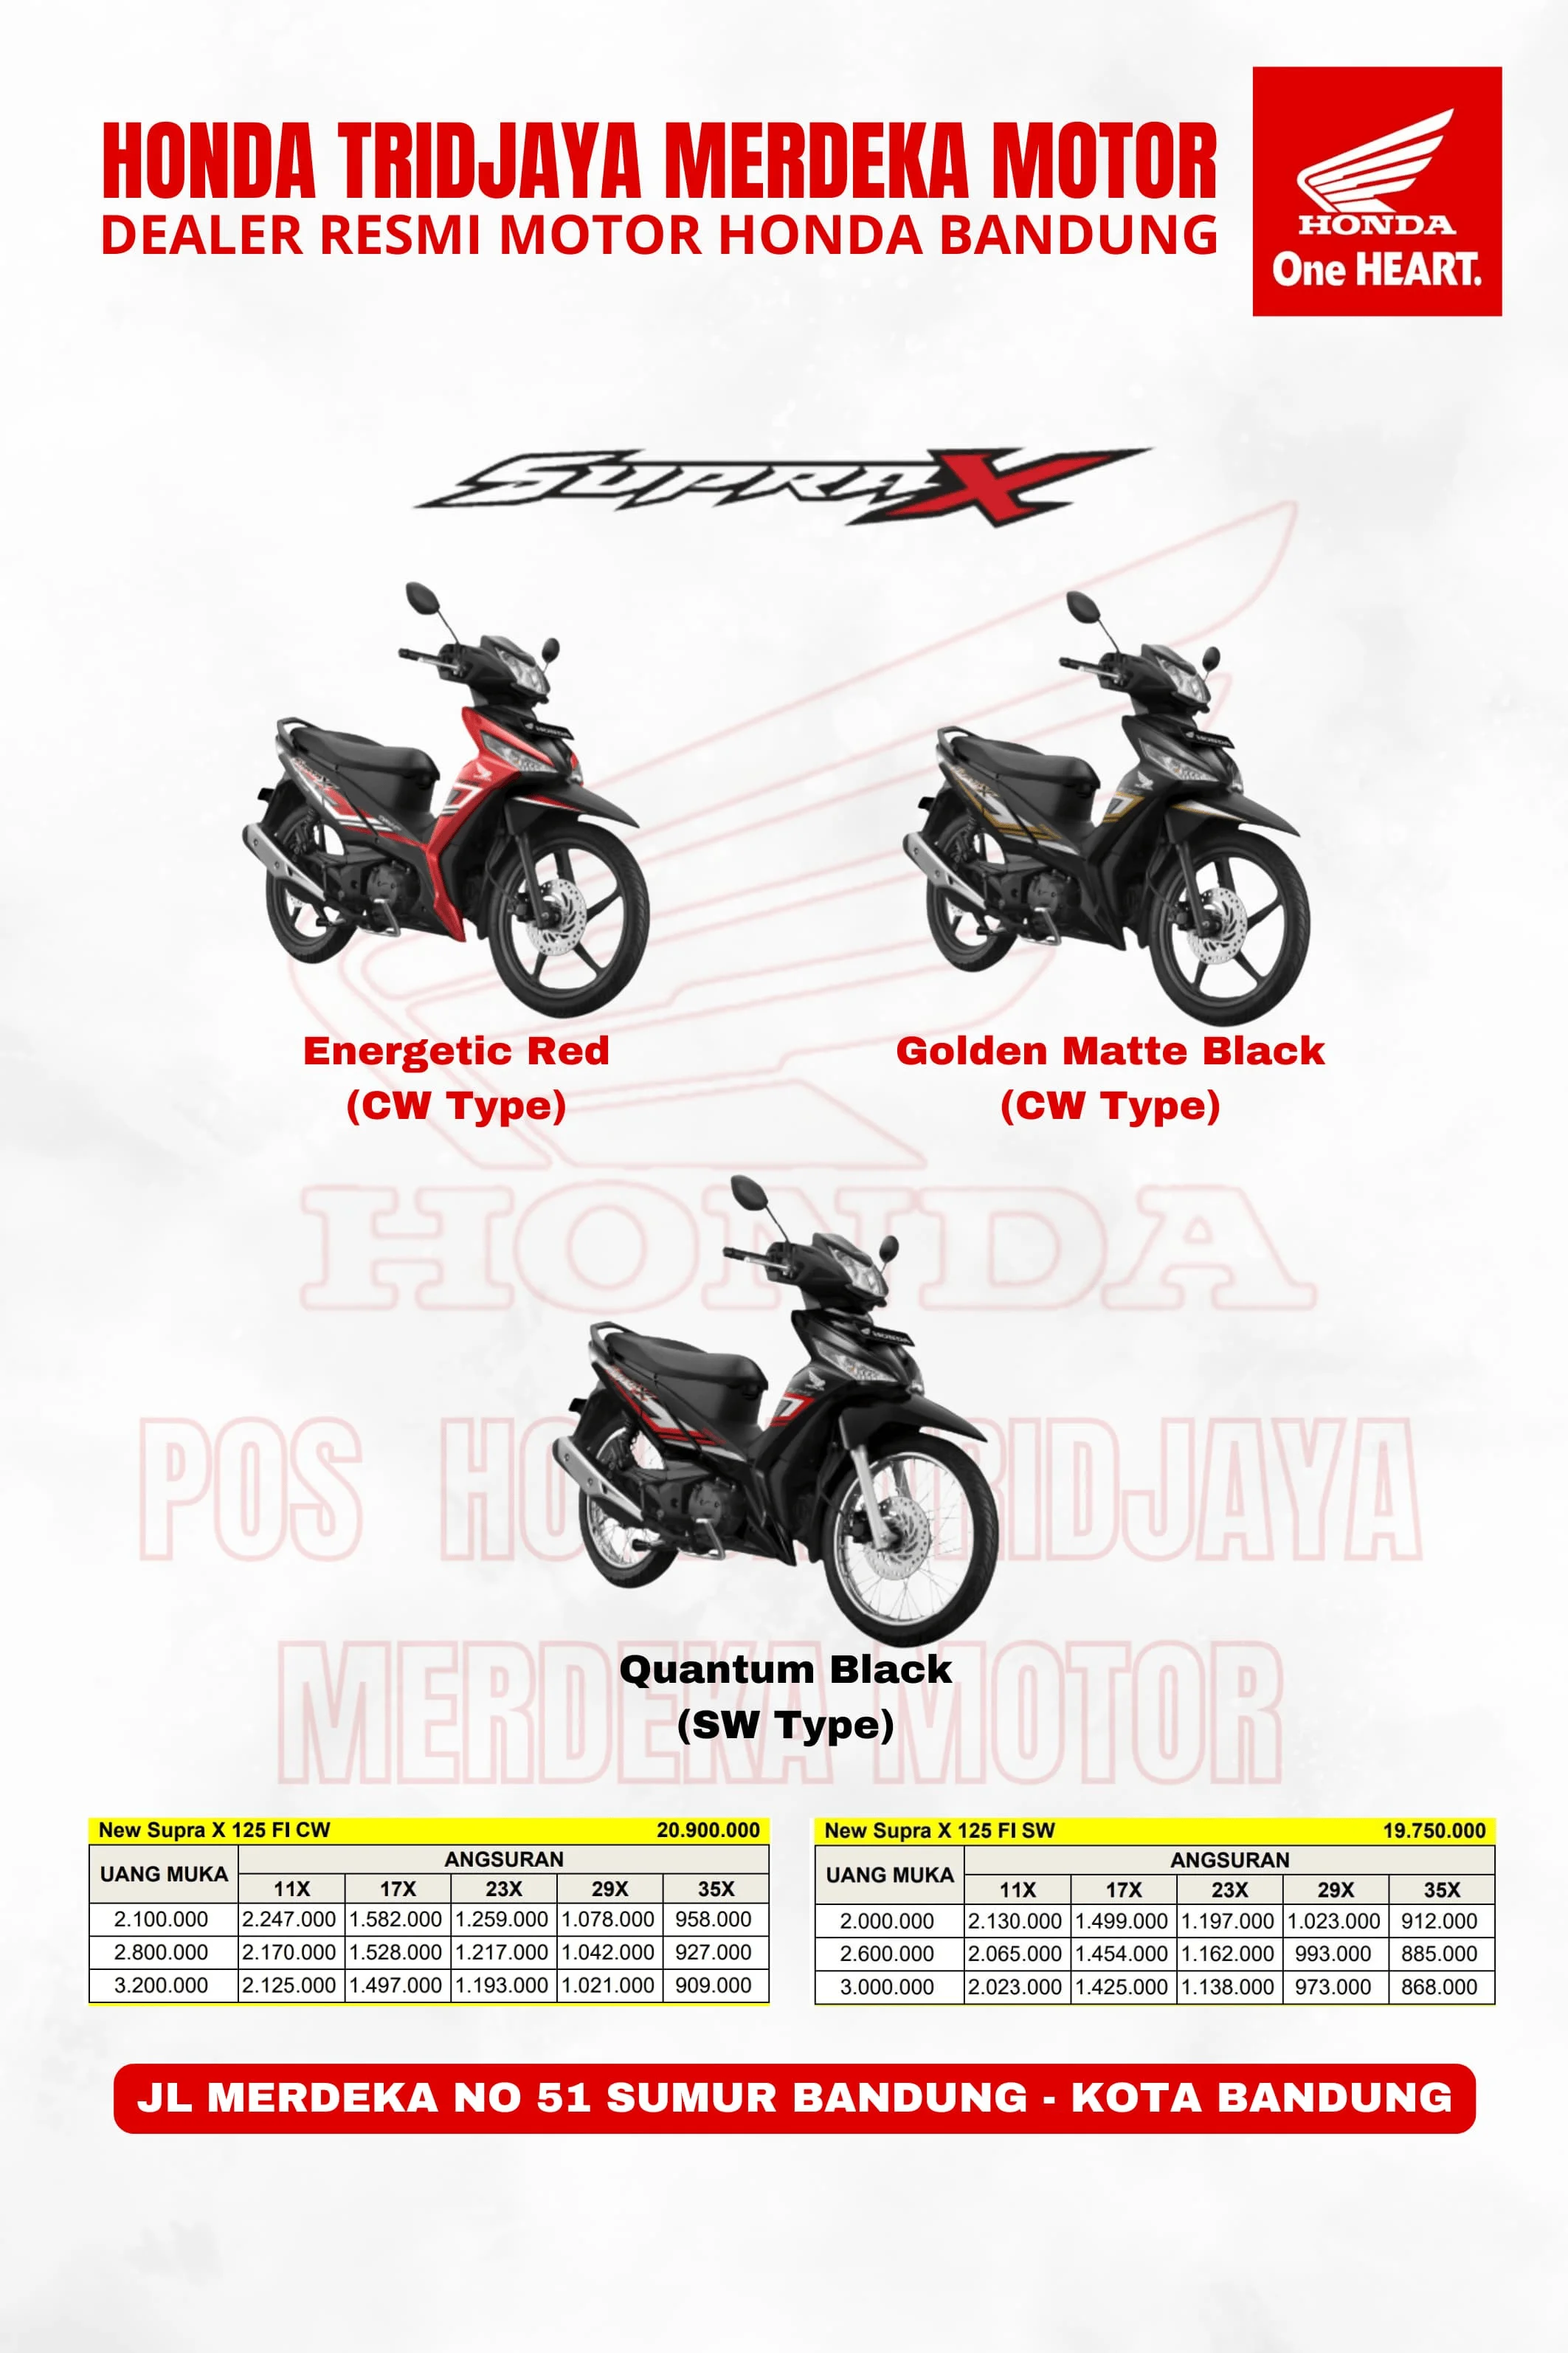 HONDA TRIDJAYA MERDEKA MOTOR
DEALER RESMI MOTOR HONDA BANDUNG
HONDA
One HEART.
SUPRA X
Energetic Red
(CW Type)
Golden Matte Black
(CW Type)
HONDA
Quantum Black
(SW Type)
POS HONDA TRIDJAYA
MERDEKA MOTOR
New Supra X 125 FI CW 20.900.000
UANG MUKA ANGSURAN
11X 17X 23X 29X 35X
2.100.000 2.247.000 1.582.000 1.259.000 1.078.000 958.000
2.800.000 2.170.000 1.528.000 1.217.000 1.042.000 927.000
3.200.000 2.125.000 1.497.000 1.193.000 1.021.000 909.000
New Supra X 125 FI SW 19.750.000
UANG MUKA ANGSURAN
11X 17X 23X 29X 35X
2.000.000 2.130.000 1.499.000 1.197.000 1.023.000 912.000
2.600.000 2.065.000 1.454.000 1.162.000 993.000 885.000
3.000.000 2.023.000 1.425.000 1.138.000 973.000 868.000
JL MERDEKA NO 51 SUMUR BANDUNG - KOTA BANDUNG